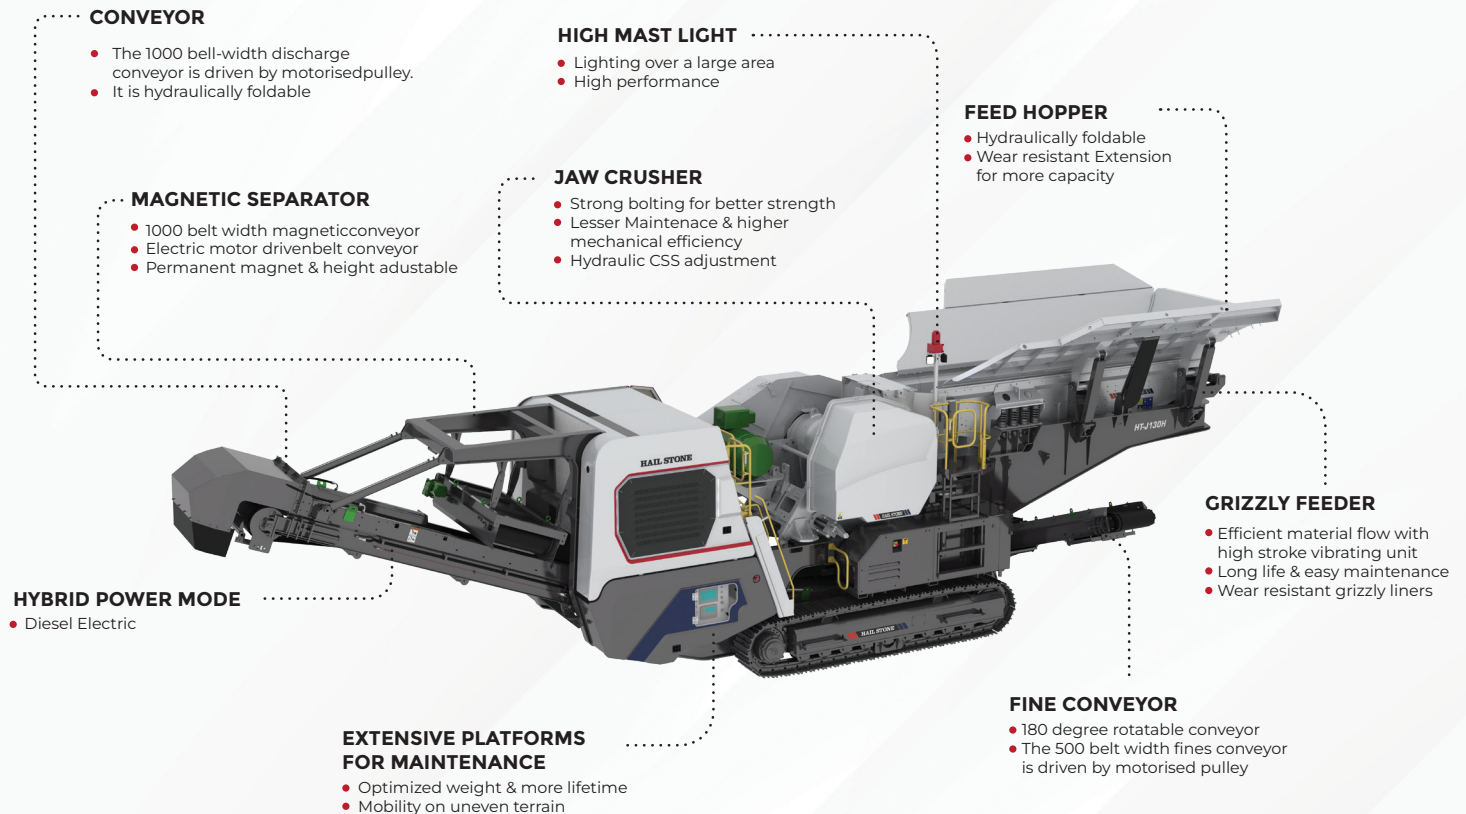 CONVEYOR
The 1000 bell-width discharge
conveyor is driven by motorisedpulley.
It is hydraulically foldable
HIGH MAST LIGHT
Lighting over a large area
High performance
FEED HOPPER
Hydraulically foldable
Wear resistant Extension
for more capacity
MAGNETIC SEPARATOR
1000 belt width magneticconveyor
Electric motor drivenbelt conveyor
Permanent magnet & height adustable
JAW CRUSHER
Strong bolting for better strength
Lesser Maintenace & higher
mechanical efficiency
Hydraulic CSS adjustment
HT-J130H
HAIL STONE
HAIL STONE
HAIL STONE
GRIZZLY FEEDER
Efficient material flow with
high stroke vibrating unit
Long life & easy maintenance
Wear resistant grizzly liners
HYBRID POWER MODE
Diesel Electric
FINE CONVEYOR
180 degree rotatable conveyor
The 500 belt width fines conveyor
is driven by motorised pulley
EXTENSIVE PLATFORMS
FOR MAINTENANCE
Optimized weight & more lifetime
Mobility on uneven terrain